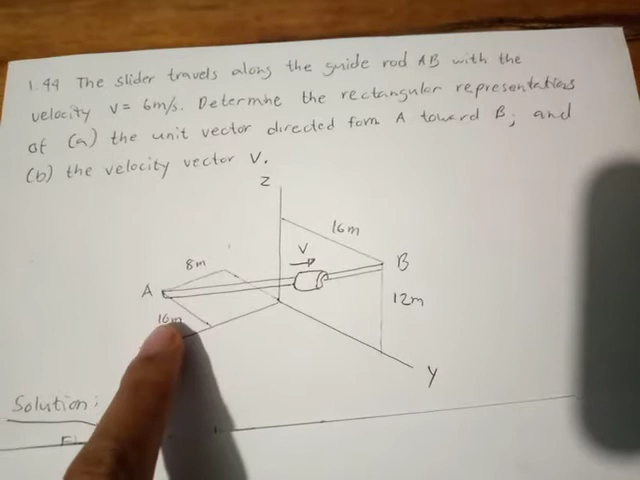 1.44 The slider travels along the guide rod AB with the
velocity v = 6m/s. Determine the rectangular representations
of (a) the unit vector directed fom A toward B; and
(b) the velocity vector V.
Z
16m
V
8m
B
A
12m
16m
Y
Solution: